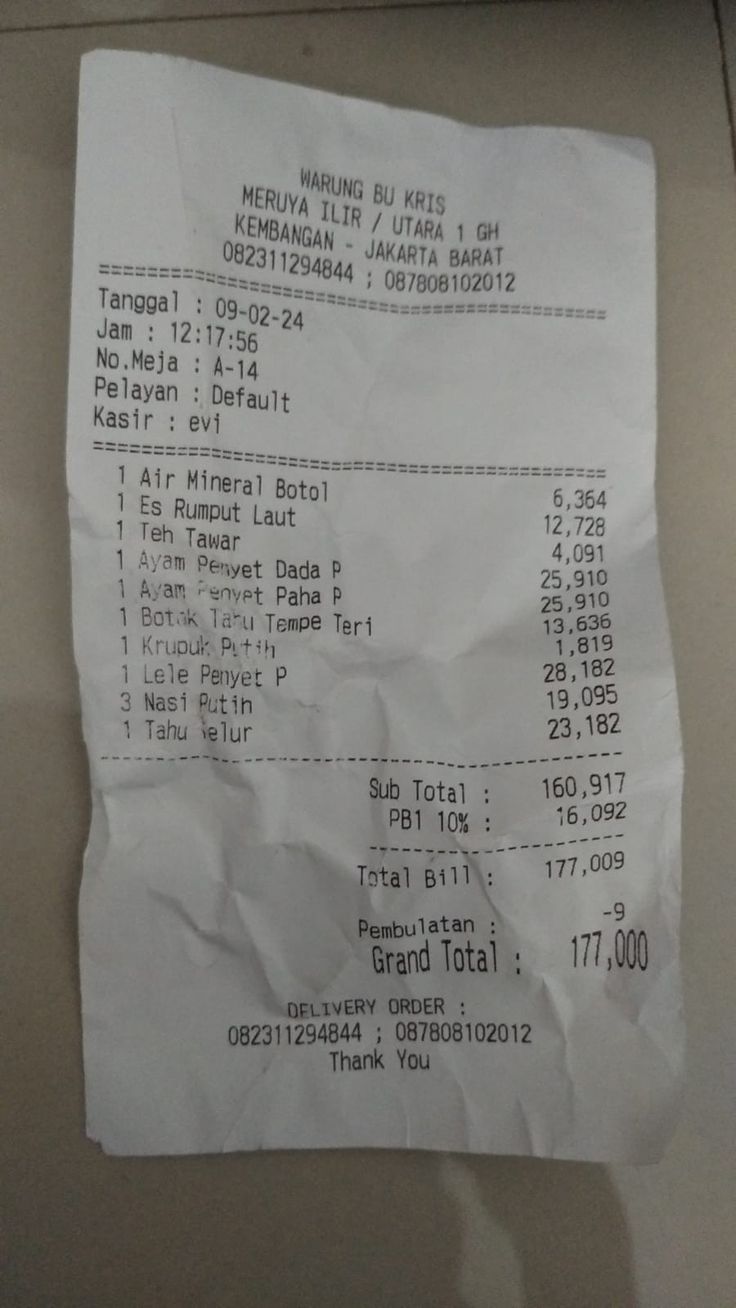 WARUNG BU KRIS
MERUYA ILIR / UTARA 1 GH
KEMBANGAN - JAKARTA BARAT
082311294844 ; 087808102012
================================================
Tanggal : 09-02-24
Jam : 12:17:56
No.Meja : A-14
Pelayan : Default
Kasir : evi
================================================
1 Air Mineral Botol 6,364
1 Es Rumput Laut 12,728
1 Teh Tawar 4,091
1 Ayam Penyet Dada P 25,910
1 Ayam Penyet Paha P 25,910
1 Botok Tahu Tempe Teri 13,636
1 Krupuk Putih 1,819
1 Lele Penyet P 28,182
3 Nasi Putih 19,095
1 Tahu Telur 23,182
------------------------------------------------
Sub Total : 160,917
PB1 10% : 16,092
------------------------
Total Bill : 177,009
Pembulatan : -9
Grand Total : 177,000
DELIVERY ORDER :
082311294844 ; 087808102012
Thank You